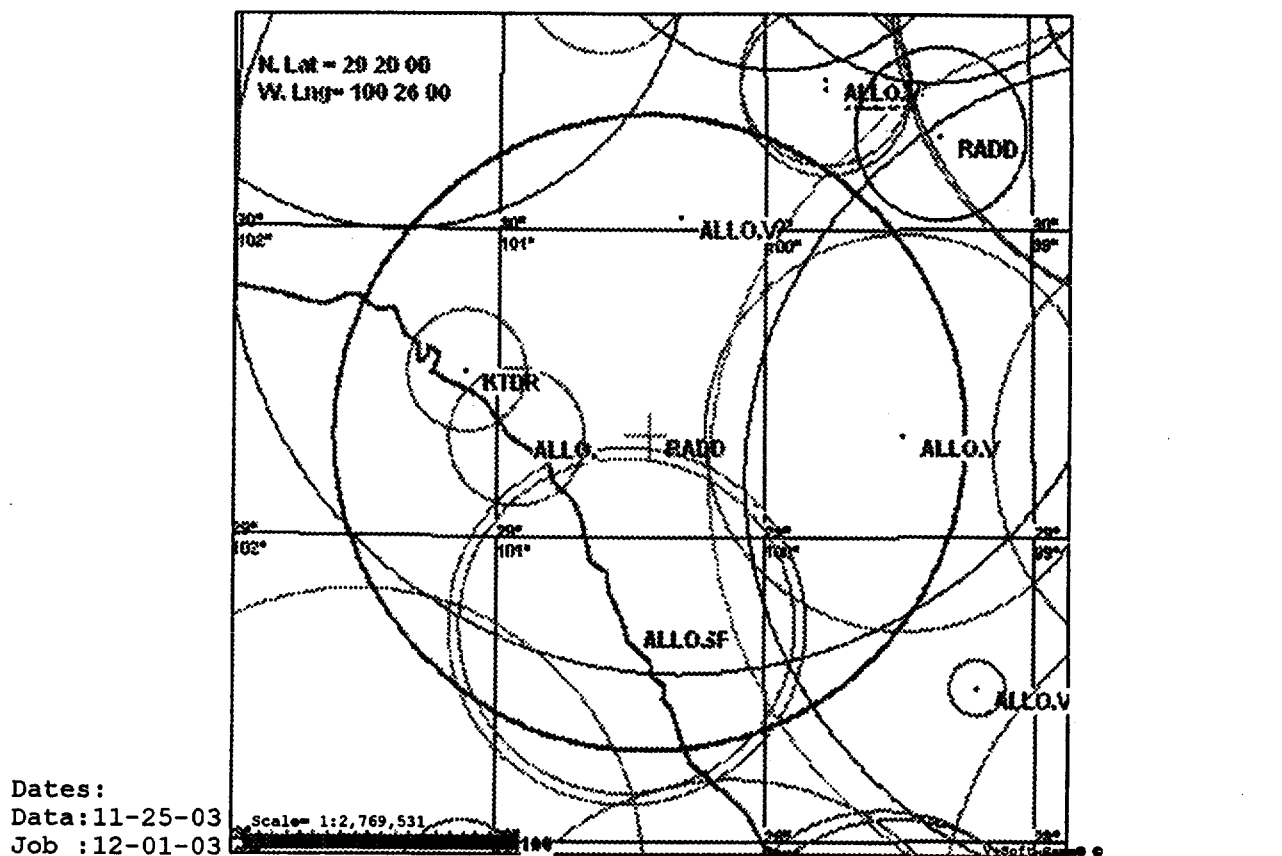 N. Lat = 29 20 00
W. Lng= 100 26 00
ALLO.V
RADD
30°
102°
30°
101°
ALLO.V
30°
99°
KTDR
ALLO.
RADD
ALLO.V
29°
102°
29°
101°
29°
100°
29°
99°
ALLO.SF
ALLO.V
Dates:
Data:11-25-03
Job :12-01-03
Scale= 1:2,769,531
100